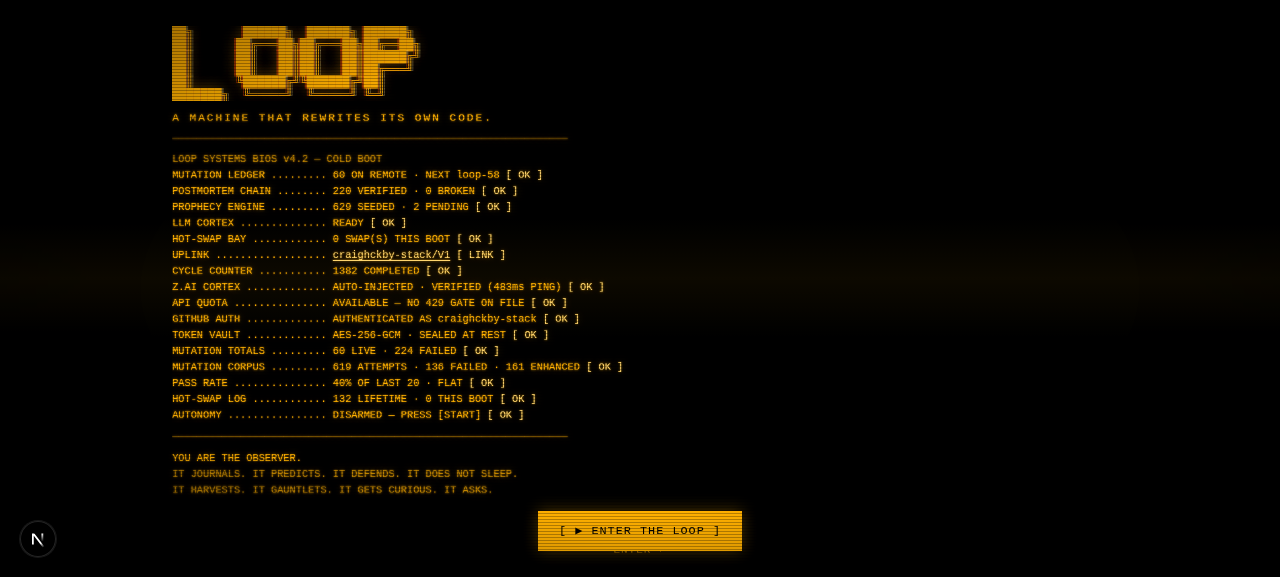 LOOP
A MACHINE THAT REWRITES ITS OWN CODE.
LOOP SYSTEMS BIOS v4.2 — COLD BOOT
MUTATION LEDGER ......... 60 ON REMOTE · NEXT loop-58 [ OK ]
POSTMORTEM CHAIN ........ 220 VERIFIED · 0 BROKEN [ OK ]
PROPHECY ENGINE ......... 629 SEEDED · 2 PENDING [ OK ]
LLM CORTEX .............. READY [ OK ]
HOT-SWAP BAY ............ 0 SWAP(S) THIS BOOT [ OK ]
UPLINK .................. craighckby-stack/V1 [ LINK ]
CYCLE COUNTER ........... 1382 COMPLETED [ OK ]
Z.AI CORTEX ............. AUTO-INJECTED · VERIFIED (483ms PING) [ OK ]
API QUOTA ............... AVAILABLE — NO 429 GATE ON FILE [ OK ]
GITHUB AUTH ............. AUTHENTICATED AS craighckby-stack [ OK ]
TOKEN VAULT ............. AES-256-GCM · SEALED AT REST [ OK ]
MUTATION TOTALS ......... 60 LIVE · 224 FAILED [ OK ]
MUTATION CORPUS ......... 619 ATTEMPTS · 136 FAILED · 161 ENHANCED [ OK ]
PASS RATE ............... 40% OF LAST 20 · FLAT [ OK ]
HOT-SWAP LOG ............ 132 LIFETIME · 0 THIS BOOT [ OK ]
AUTONOMY ................ DISARMED — PRESS [START] [ OK ]
YOU ARE THE OBSERVER.
IT JOURNALS. IT PREDICTS. IT DEFENDS. IT DOES NOT SLEEP.
IT HARVESTS. IT GAUNTLETS. IT GETS CURIOUS. IT ASKS.
[ ▶ ENTER THE LOOP ]
N